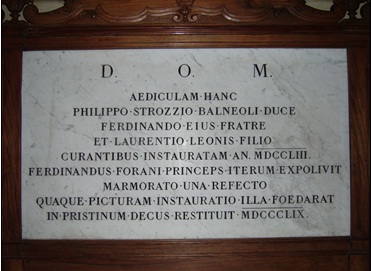 D. O. M.
AEDICULAM·HANC
PHILIPPO·STROZZIO·BALNEOLI·DUCE
FERDINANDO·EIUS·FRATRE
ET·LAURENTIO·LEONIS·FILIO
CURANTIBUS·INSTAURATAM·AN.MDCCLIII.
FERDINANDUS·FORANI·PRINCEPS·ITERUM·EXPOLIVIT
MARMORATO·UNA·REFECTO
QUAQUE·PICTURAM·INSTAURATIO·ILLA·FOEDARAT
IN·PRISTINUM·DECUS·RESTITUIT·MDCCCLIX.